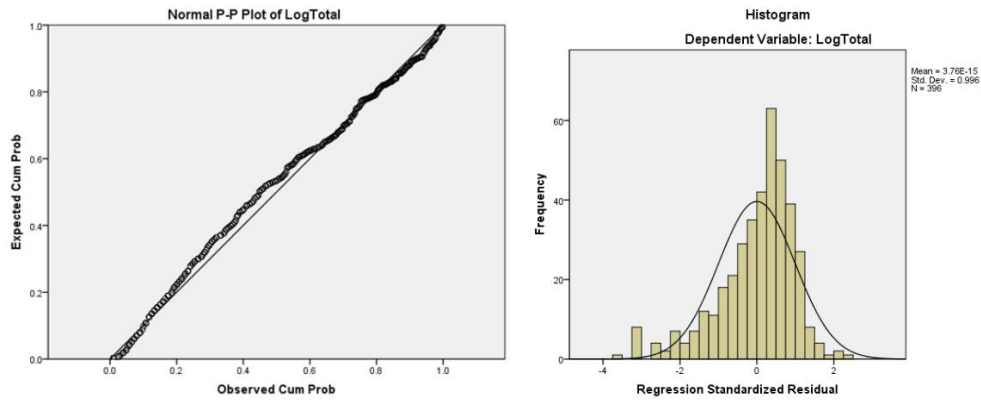 Normal P-P Plot of LogTotal
1.0
0.8
0.6
0.4
0.2
0.0
0.0 0.2 0.4 0.6 0.8 1.0
Expected Cum Prob
Observed Cum Prob
Histogram
Dependent Variable: LogTotal
Mean = 3.76E-15
Std. Dev. = 0.996
N = 396
60
40
20
0
-4 -2 0 2
Frequency
Regression Standardized Residual